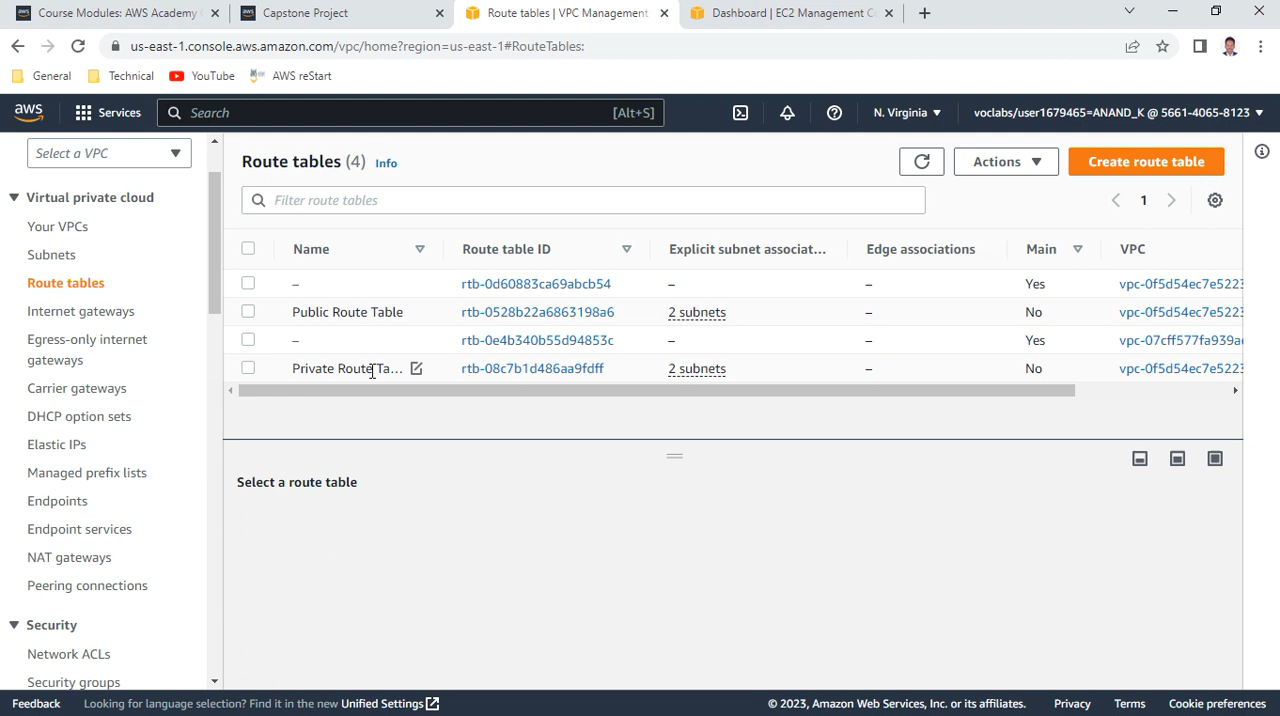 Course Modules: AWS Academy
Capstone Project
Route tables | VPC Management
Dashboard | EC2 Management C
us-east-1.console.aws.amazon.com/vpc/home?region=us-east-1#RouteTables:
General
Technical
YouTube
AWS reStart
aws
Services
Search
[Alt+S]
N. Virginia
voclabs/user1679465=ANAND_K @ 5661-4065-8123
Select a VPC
Virtual private cloud
Your VPCs
Subnets
Route tables
Internet gateways
Egress-only internet
gateways
Carrier gateways
DHCP option sets
Elastic IPs
Managed prefix lists
Endpoints
Endpoint services
NAT gateways
Peering connections
Security
Network ACLs
Security groups
Route tables (4) Info
Actions
Create route table
Filter route tables
1
Name Route table ID Explicit subnet associat... Edge associations Main VPC
– rtb-0d60883ca69abcb54 – – Yes vpc-0f5d54ec7e5223
Public Route Table rtb-0528b22a6863198a6 2 subnets – No vpc-0f5d54ec7e5223
– rtb-0e4b340b55d94853c – – Yes vpc-07cff577fa939a
Private Route Ta... rtb-08c7b1d486aa9fdff 2 subnets – No vpc-0f5d54ec7e5223
Select a route table
Feedback
Looking for language selection? Find it in the new Unified Settings
© 2023, Amazon Web Services, Inc. or its affiliates.
Privacy
Terms
Cookie preferences